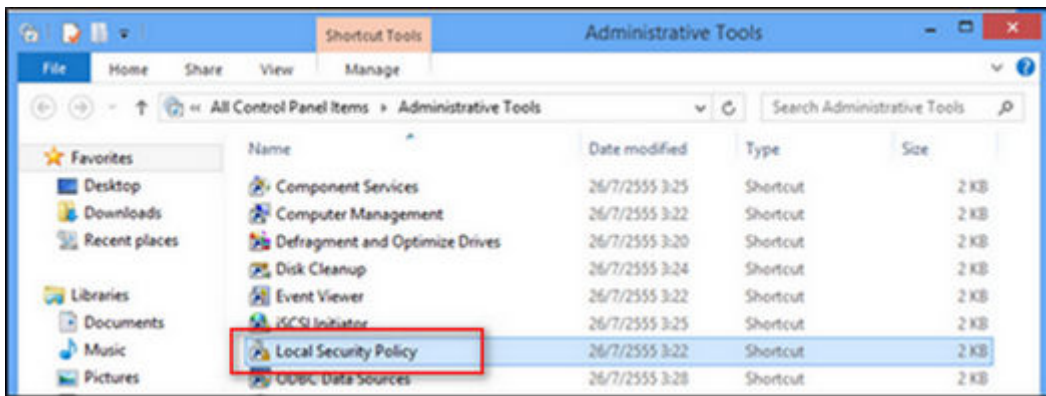 Shortcut Tools Administrative Tools
File Home Share View Manage
« All Control Panel Items Administrative Tools Search Administrative Tools
Favorites
Desktop
Downloads
Recent places
Libraries
Documents
Music
Pictures
Name Date modified Type Size
Component Services 26/7/2555 3:25 Shortcut 2 KB
Computer Management 26/7/2555 3:22 Shortcut 2 KB
Defragment and Optimize Drives 26/7/2555 3:20 Shortcut 2 KB
Disk Cleanup 26/7/2555 3:24 Shortcut 2 KB
Event Viewer 26/7/2555 3:22 Shortcut 2 KB
iSCSI Initiator 26/7/2555 3:25 Shortcut 2 KB
Local Security Policy 26/7/2555 3:22 Shortcut 2 KB
ODBC Data Sources 26/7/2555 3:28 Shortcut 2 KB